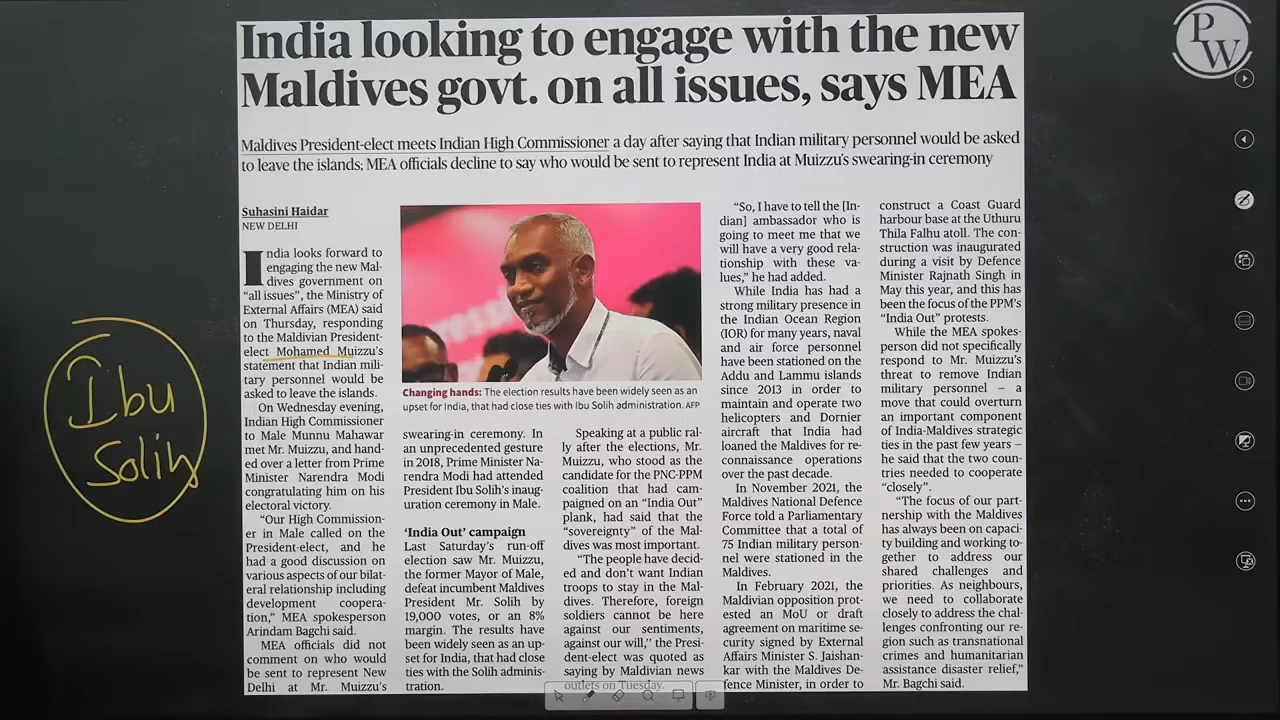 India looking to engage with the new
Maldives govt. on all issues, says MEA
Maldives President-elect meets Indian High Commissioner a day after saying that Indian military personnel would be asked
to leave the islands; MEA officials decline to say who would be sent to represent India at Muizzu's swearing-in ceremony
Suhasini Haidar
NEW DELHI
India looks forward to
engaging the new Mal-
dives government on
“all issues”, the Ministry of
External Affairs (MEA) said
on Thursday, responding
to the Maldivian President-
elect Mohamed Muizzu's
statement that Indian mili-
tary personnel would be
asked to leave the islands.
On Wednesday evening,
Indian High Commissioner
to Male Munnu Mahawar
met Mr. Muizzu, and hand-
ed over a letter from Prime
Minister Narendra Modi
congratulating him on his
electoral victory.
“Our High Commission-
er in Male called on the
President-elect, and he
had a good discussion on
various aspects of our bilat-
eral relationship including
development coopera-
tion,” MEA spokesperson
Arindam Bagchi said.
MEA officials did not
comment on who would
be sent to represent New
Delhi at Mr. Muizzu's
Changing hands: The election results have been widely seen as an
upset for India, that had close ties with Ibu Solih administration. AFP
swearing-in ceremony. In
an unprecedented gesture
in 2018, Prime Minister Na-
rendra Modi had attended
President Ibu Solih's inaug-
uration ceremony in Male.
‘India Out’ campaign
Last Saturday's run-off
election saw Mr. Muizzu,
the former Mayor of Male,
defeat incumbent Maldives
President Mr. Solih by
19,000 votes, or an 8%
margin. The results have
been widely seen as an up-
set for India, that had close
ties with the Solih adminis-
tration.
Speaking at a public ral-
ly after the elections, Mr.
Muizzu, who stood as the
candidate for the PNC-PPM
coalition that had cam-
paigned on an “India Out”
plank, had said that the
“sovereignty” of the Mal-
dives was most important.
“The people have decid-
ed and don't want Indian
troops to stay in the Mal-
dives. Therefore, foreign
soldiers cannot be here
against our sentiments,
against our will,’’ the Presi-
dent-elect was quoted as
saying by Maldivian news
outlets on Tuesday.
“So, I have to tell the [In-
dian] ambassador who is
going to meet me that we
will have a very good rela-
tionship with these va-
lues,” he had added.
While India has had a
strong military presence in
the Indian Ocean Region
(IOR) for many years, naval
and air force personnel
have been stationed on the
Addu and Lammu islands
since 2013 in order to
maintain and operate two
helicopters and Dornier
aircraft that India had
loaned the Maldives for re-
connaissance operations
over the past decade.
In November 2021, the
Maldives National Defence
Force told a Parliamentary
Committee that a total of
75 Indian military person-
nel were stationed in the
Maldives.
In February 2021, the
Maldivian opposition prot-
ested an MoU or draft
agreement on maritime se-
curity signed by External
Affairs Minister S. Jaishan-
kar with the Maldives De-
fence Minister, in order to
construct a Coast Guard
harbour base at the Uthuru
Thila Falhu atoll. The con-
struction was inaugurated
during a visit by Defence
Minister Rajnath Singh in
May this year, and this has
been the focus of the PPM's
“India Out” protests.
While the MEA spokes-
person did not specifically
respond to Mr. Muizzu's
threat to remove Indian
military personnel – a
move that could overturn
an important component
of India-Maldives strategic
ties in the past few years –
he said that the two coun-
tries needed to cooperate
“closely”.
“The focus of our part-
nership with the Maldives
has always been on capaci-
ty building and working to-
gether to address our
shared challenges and
priorities. As neighbours,
we need to collaborate
closely to address the chal-
lenges confronting our re-
gion such as transnational
crimes and humanitarian
assistance disaster relief,”
Mr. Bagchi said.
Ibu
Solih
PW